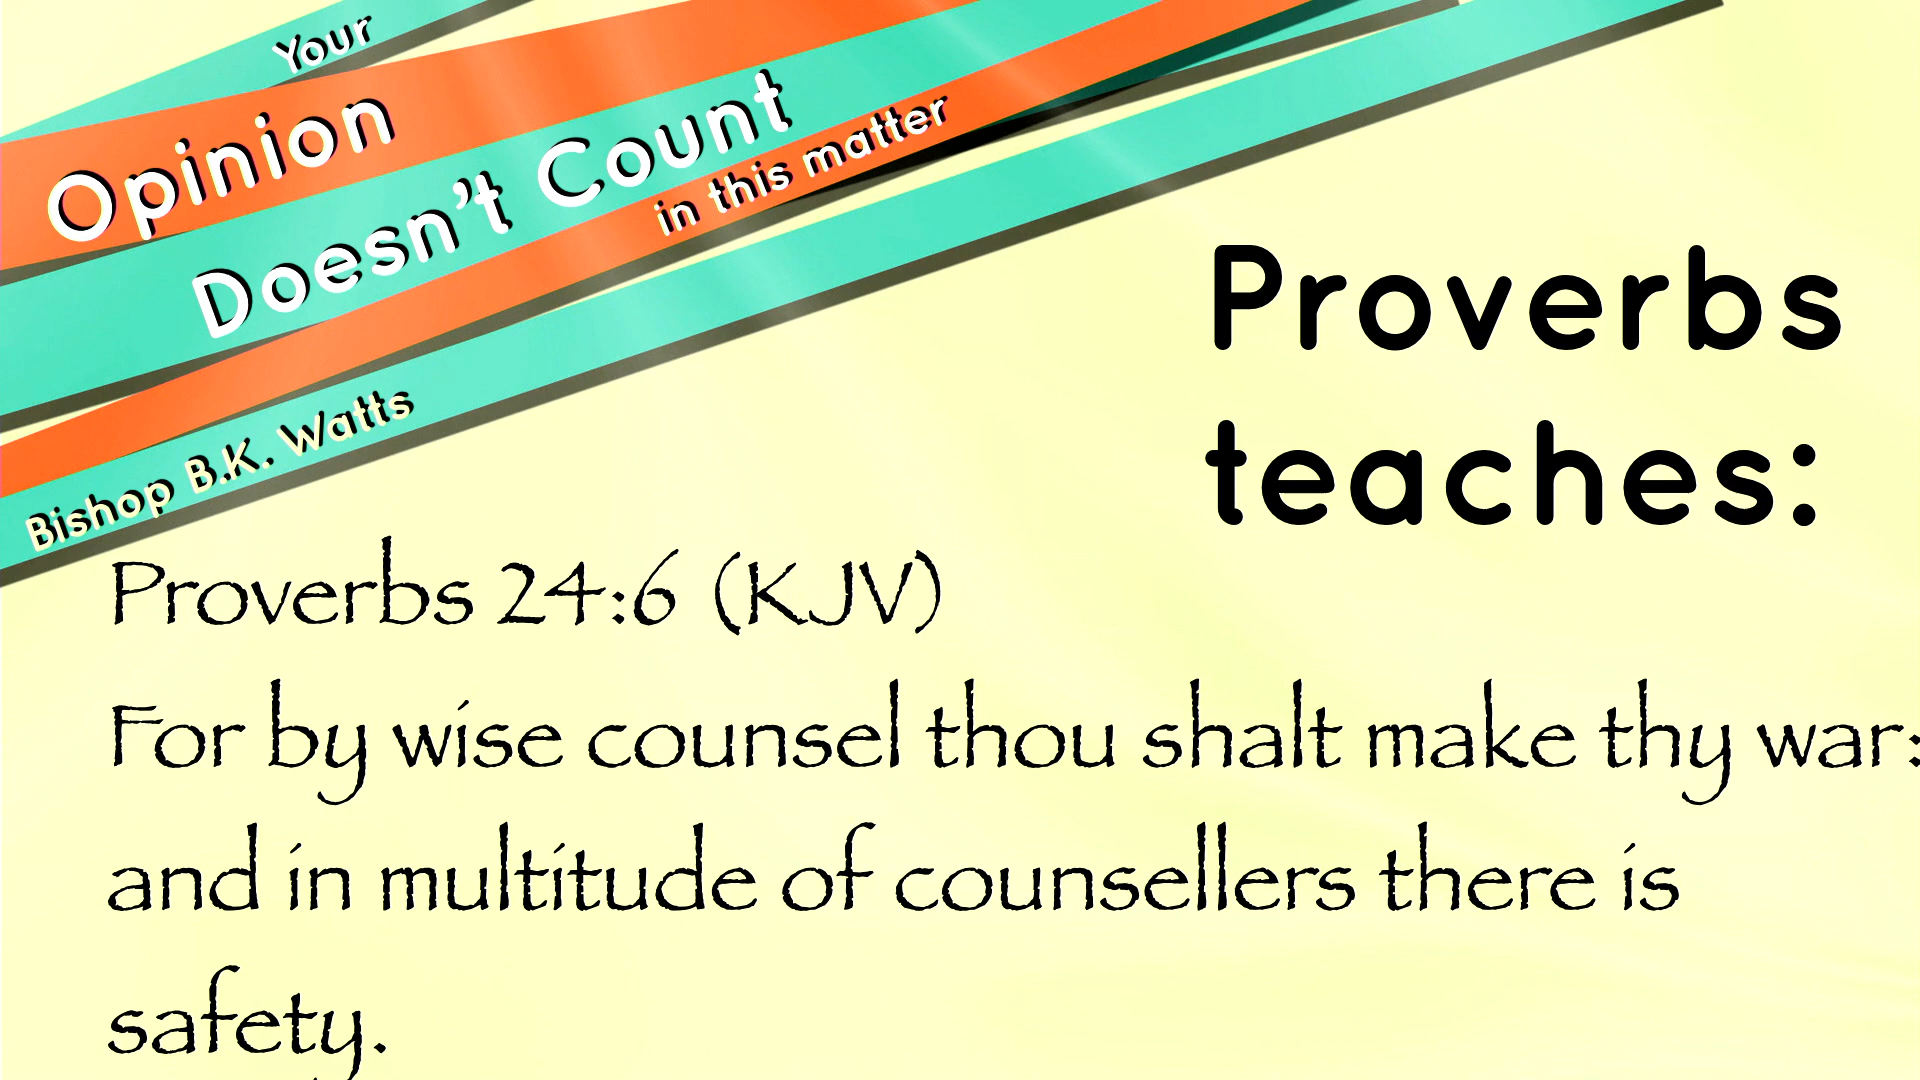 Your
Opinion
Doesn't Count
in this matter
Bishop B.K. Watts
Proverbs
teaches:
Proverbs 24:6 (KJV)
For by wise counsel thou shalt make thy war:
and in multitude of counsellers there is
safety.